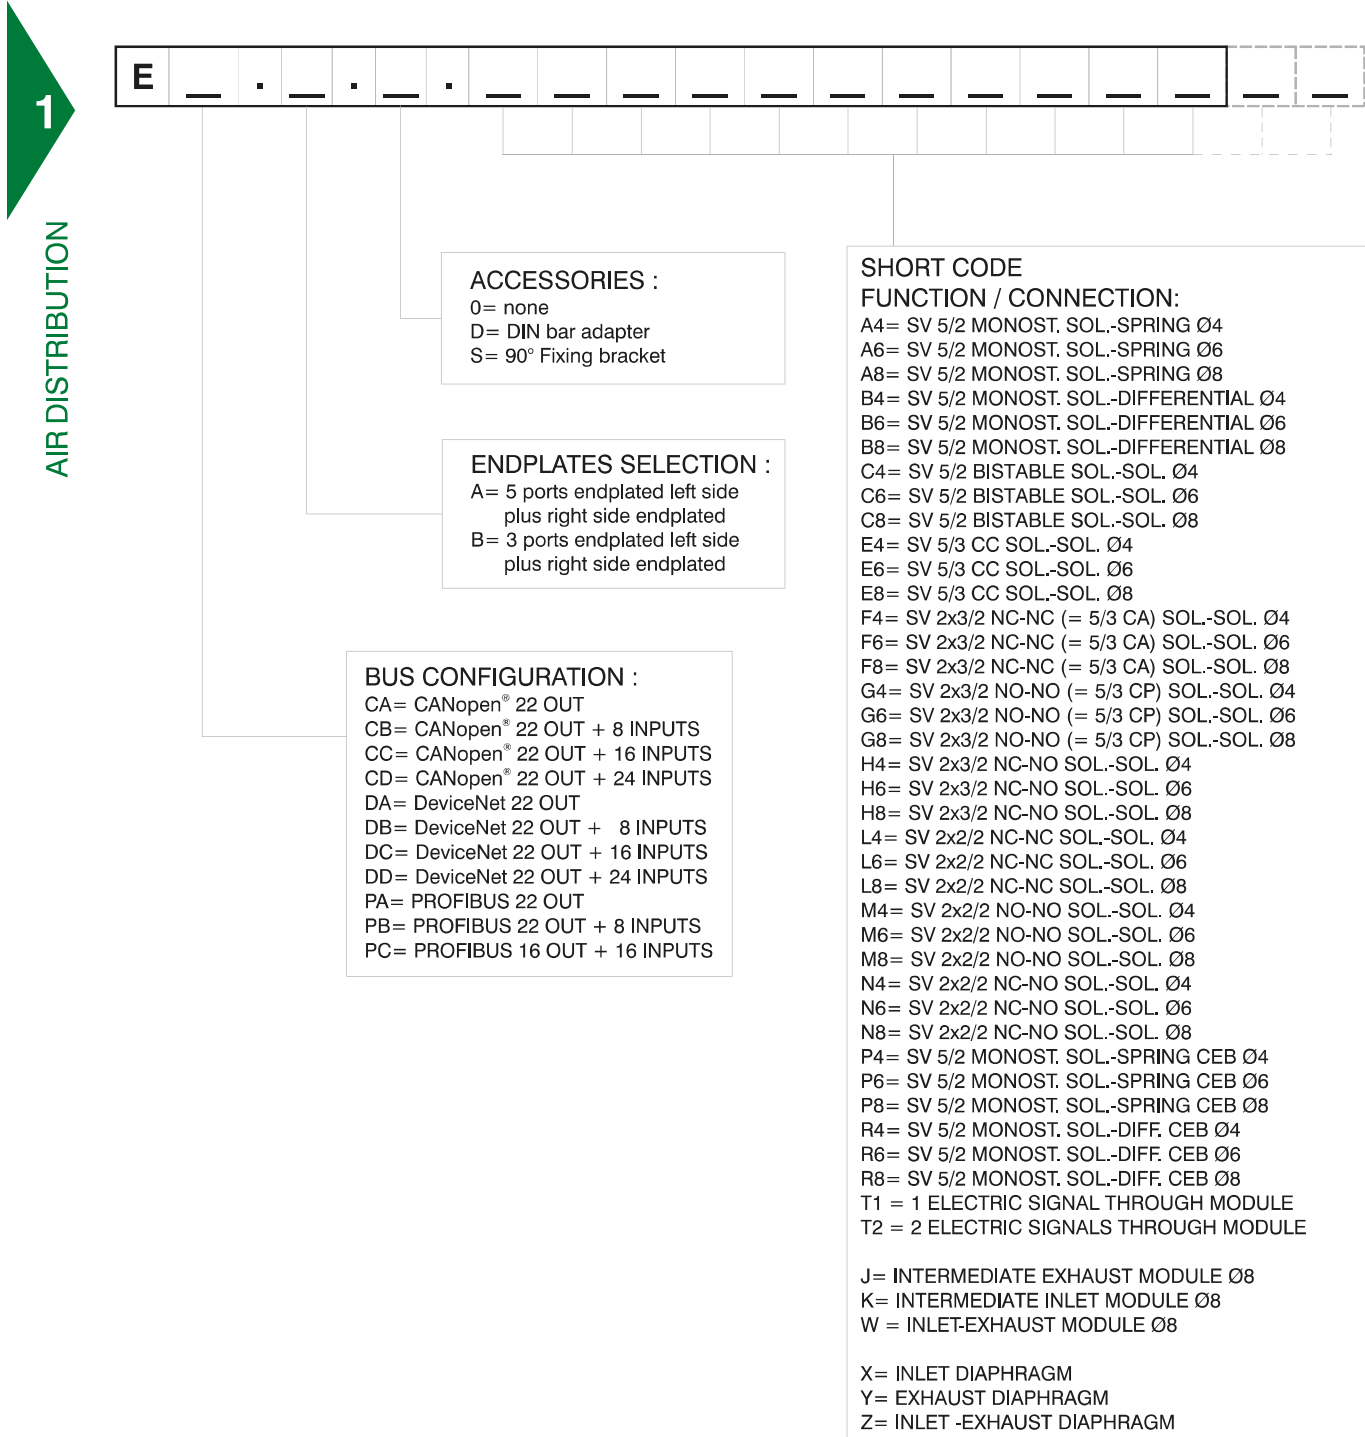 1
AIR DISTRIBUTION
E _ . _ . _ . _ _ _ _ _ _ _ _ _ _ _ _ _
ACCESSORIES :
0= none
D= DIN bar adapter
S= 90° Fixing bracket
ENDPLATES SELECTION :
A= 5 ports endplated left side
plus right side endplated
B= 3 ports endplated left side
plus right side endplated
BUS CONFIGURATION :
CA= CANopen® 22 OUT
CB= CANopen® 22 OUT + 8 INPUTS
CC= CANopen® 22 OUT + 16 INPUTS
CD= CANopen® 22 OUT + 24 INPUTS
DA= DeviceNet 22 OUT
DB= DeviceNet 22 OUT + 8 INPUTS
DC= DeviceNet 22 OUT + 16 INPUTS
DD= DeviceNet 22 OUT + 24 INPUTS
PA= PROFIBUS 22 OUT
PB= PROFIBUS 22 OUT + 8 INPUTS
PC= PROFIBUS 16 OUT + 16 INPUTS
SHORT CODE
FUNCTION / CONNECTION:
A4= SV 5/2 MONOST. SOL.-SPRING Ø4
A6= SV 5/2 MONOST. SOL.-SPRING Ø6
A8= SV 5/2 MONOST. SOL.-SPRING Ø8
B4= SV 5/2 MONOST. SOL.-DIFFERENTIAL Ø4
B6= SV 5/2 MONOST. SOL.-DIFFERENTIAL Ø6
B8= SV 5/2 MONOST. SOL.-DIFFERENTIAL Ø8
C4= SV 5/2 BISTABLE SOL.-SOL. Ø4
C6= SV 5/2 BISTABLE SOL.-SOL. Ø6
C8= SV 5/2 BISTABLE SOL.-SOL. Ø8
E4= SV 5/3 CC SOL.-SOL. Ø4
E6= SV 5/3 CC SOL.-SOL. Ø6
E8= SV 5/3 CC SOL.-SOL. Ø8
F4= SV 2x3/2 NC-NC (= 5/3 CA) SOL.-SOL. Ø4
F6= SV 2x3/2 NC-NC (= 5/3 CA) SOL.-SOL. Ø6
F8= SV 2x3/2 NC-NC (= 5/3 CA) SOL.-SOL. Ø8
G4= SV 2x3/2 NO-NO (= 5/3 CP) SOL.-SOL. Ø4
G6= SV 2x3/2 NO-NO (= 5/3 CP) SOL.-SOL. Ø6
G8= SV 2x3/2 NO-NO (= 5/3 CP) SOL.-SOL. Ø8
H4= SV 2x3/2 NC-NO SOL.-SOL. Ø4
H6= SV 2x3/2 NC-NO SOL.-SOL. Ø6
H8= SV 2x3/2 NC-NO SOL.-SOL. Ø8
L4= SV 2x2/2 NC-NC SOL.-SOL. Ø4
L6= SV 2x2/2 NC-NC SOL.-SOL. Ø6
L8= SV 2x2/2 NC-NC SOL.-SOL. Ø8
M4= SV 2x2/2 NO-NO SOL.-SOL. Ø4
M6= SV 2x2/2 NO-NO SOL.-SOL. Ø6
M8= SV 2x2/2 NO-NO SOL.-SOL. Ø8
N4= SV 2x2/2 NC-NO SOL.-SOL. Ø4
N6= SV 2x2/2 NC-NO SOL.-SOL. Ø6
N8= SV 2x2/2 NC-NO SOL.-SOL. Ø8
P4= SV 5/2 MONOST. SOL.-SPRING CEB Ø4
P6= SV 5/2 MONOST. SOL.-SPRING CEB Ø6
P8= SV 5/2 MONOST. SOL.-SPRING CEB Ø8
R4= SV 5/2 MONOST. SOL.-DIFF. CEB Ø4
R6= SV 5/2 MONOST. SOL.-DIFF. CEB Ø6
R8= SV 5/2 MONOST. SOL.-DIFF. CEB Ø8
T1 = 1 ELECTRIC SIGNAL THROUGH MODULE
T2 = 2 ELECTRIC SIGNALS THROUGH MODULE
J= INTERMEDIATE EXHAUST MODULE Ø8
K= INTERMEDIATE INLET MODULE Ø8
W = INLET-EXHAUST MODULE Ø8
X= INLET DIAPHRAGM
Y= EXHAUST DIAPHRAGM
Z= INLET -EXHAUST DIAPHRAGM